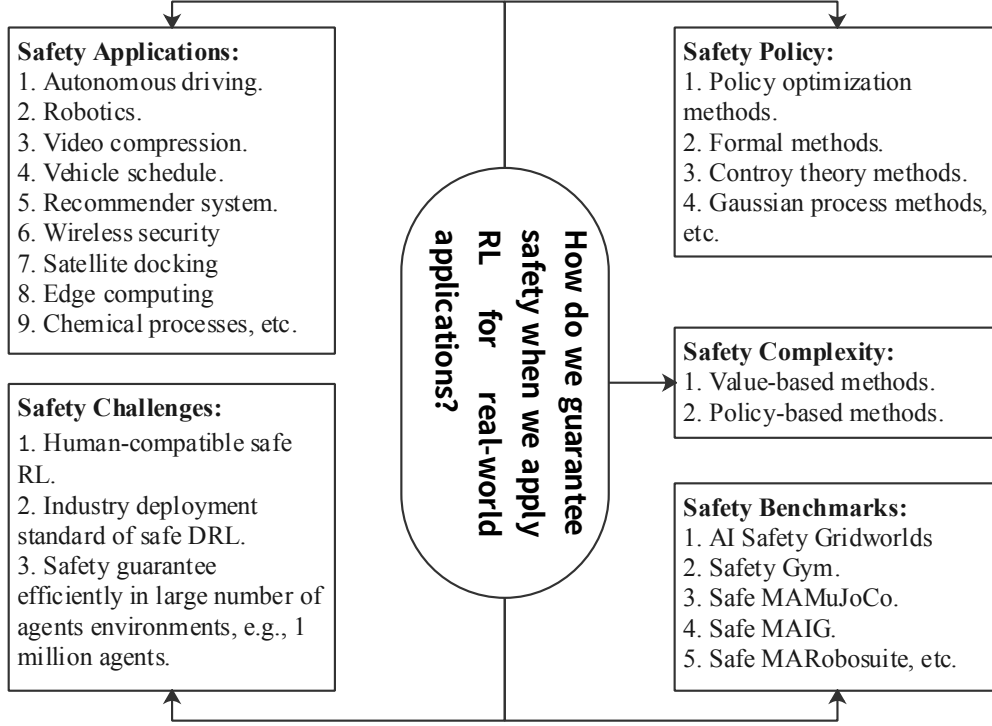 Safety Applications:
1. Autonomous driving.
2. Robotics.
3. Video compression.
4. Vehicle schedule.
5. Recommender system.
6. Wireless security
7. Satellite docking
8. Edge computing
9. Chemical processes, etc.
Safety Challenges:
1. Human-compatible safe
RL.
2. Industry deployment
standard of safe DRL.
3. Safety guarantee
efficiently in large number of
agents environments, e.g., 1
million agents.
How do we guarantee
safety when we apply
RL for real-world
applications?
Safety Policy:
1. Policy optimization
methods.
2. Formal methods.
3. Controy theory methods.
4. Gaussian process methods,
etc.
Safety Complexity:
1. Value-based methods.
2. Policy-based methods.
Safety Benchmarks:
1. AI Safety Gridworlds
2. Safety Gym.
3. Safe MAMuJoCo.
4. Safe MAIG.
5. Safe MARobosuite, etc.